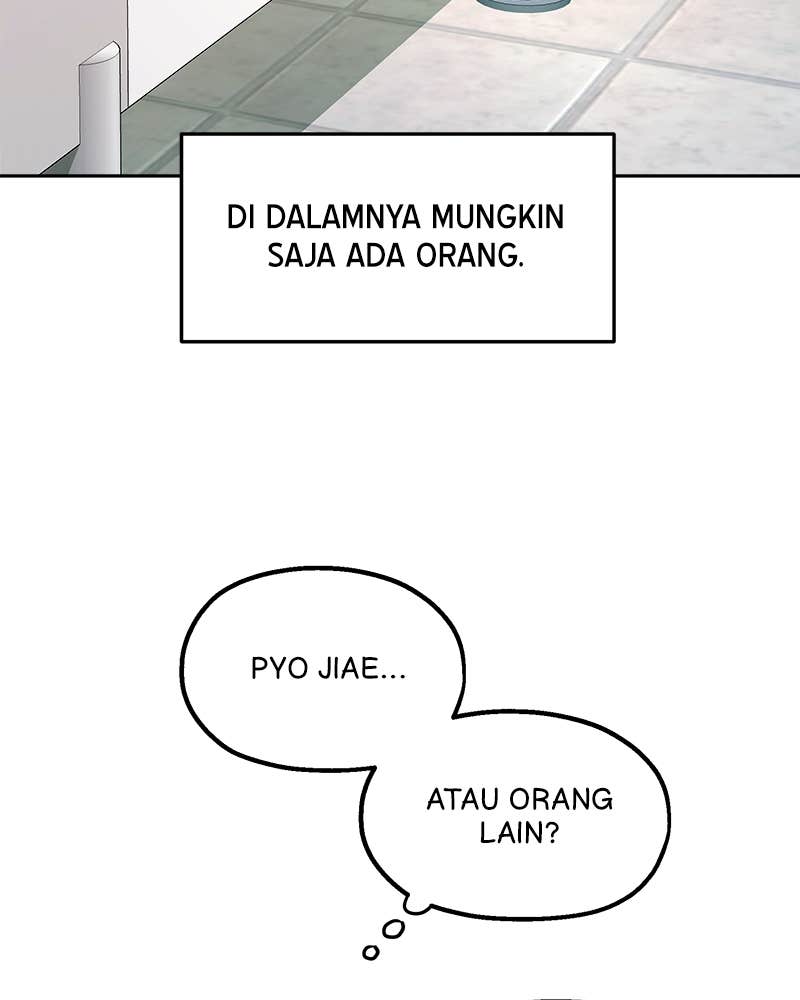 DI DALAMNYA MUNGKIN
SAJA ADA ORANG.
PYO JIAE...
ATAU ORANG
LAIN?